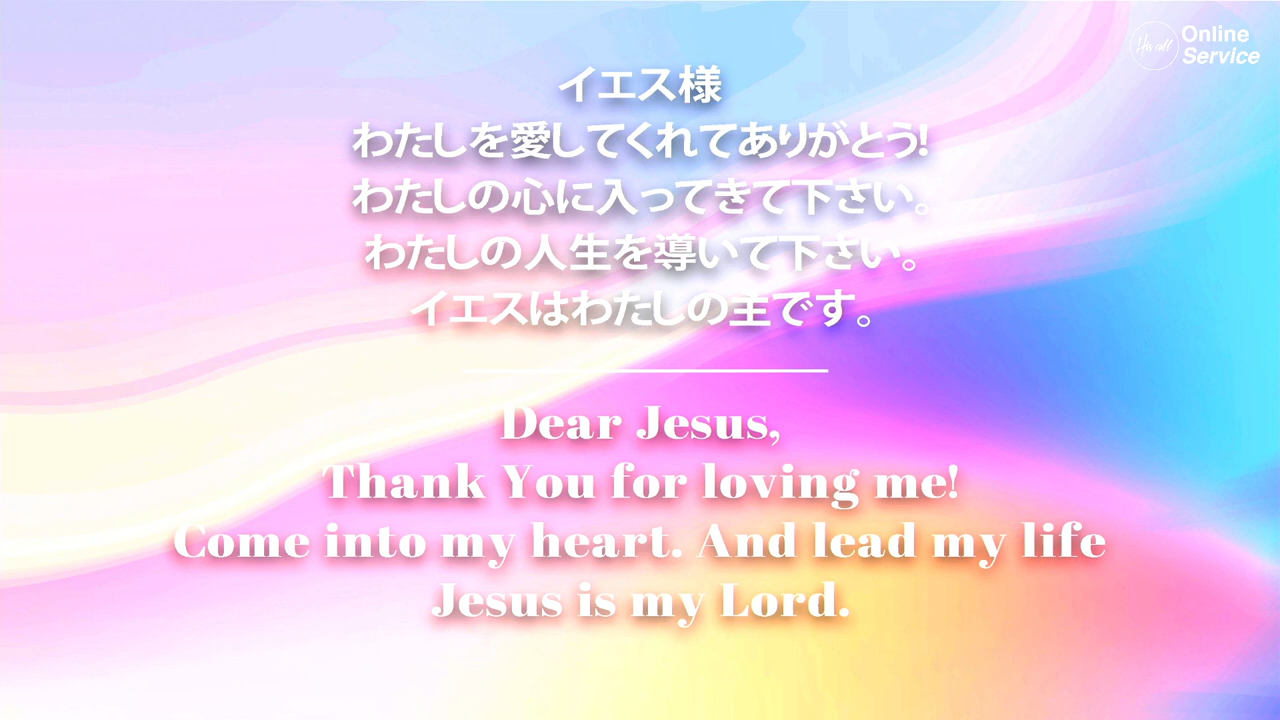 His call
Online
Service
イエス様
わたしを愛してくれてありがとう!
わたしの心に入ってきて下さい。
わたしの人生を導いて下さい。
イエスはわたしの主です。
Dear Jesus,
Thank You for loving me!
Come into my heart. And lead my life
Jesus is my Lord.